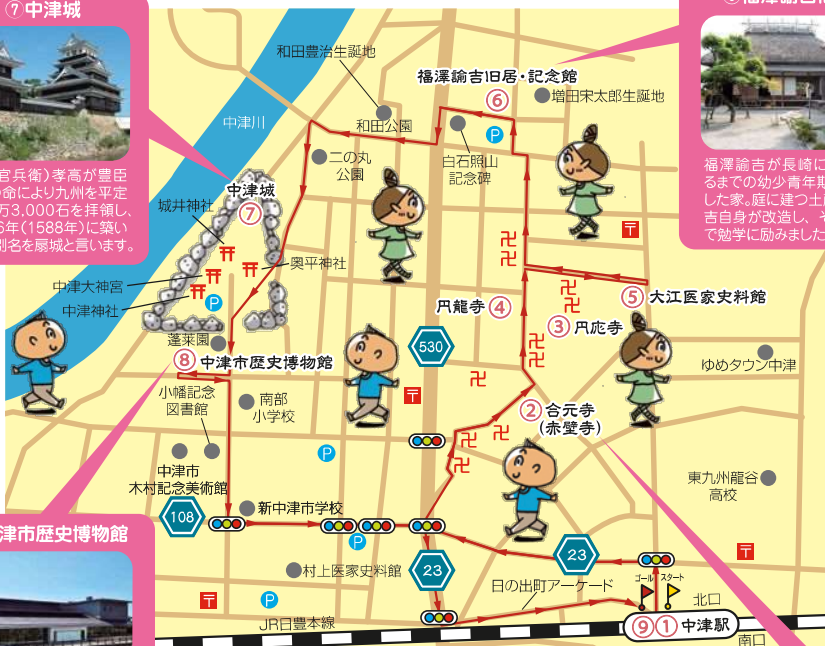 ⑦中津城
官兵衛)孝高が豊臣
命により九州を平定
万3,000石を拝領し、
6年(1588年)に築い
別名を扇城と言います。
福澤諭吉が長崎に
るまでの幼少青年期
した家。庭に建つ土
吉自身が改造し、そ
で勉学に励みました
和田豊治生誕地
中津川
和田公園
二の丸
公園
福澤諭吉旧居・記念館
⑥
増田宋太郎生誕地
P
白石照山
記念碑
中津城
⑦
城井神社
奥平神社
中津大神宮
中津神社
P
蓬莱園
⑧中津市歴史博物館
小幡記念
図書館
南部
小学校
中津市
木村記念美術館
新中津市学校
108
P
P
村上医家史料館
P
JR日豊本線
530
〒
円龍寺④
卍
卍
卍
卍
③円応寺
⑤大江医家史料館
〒
卍
卍
卍
卍
卍
卍
②合元寺
(赤壁寺)
ゆめタウン中津
東九州龍谷
高校
23
23
日の出町アーケード
ゴール
スタート
北口
⑨①中津駅
南口
〒
〒
津市歴史博物館